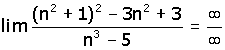 lim (n² + 1)² − 3n² + 3 / n³ − 5 = ∞ / ∞